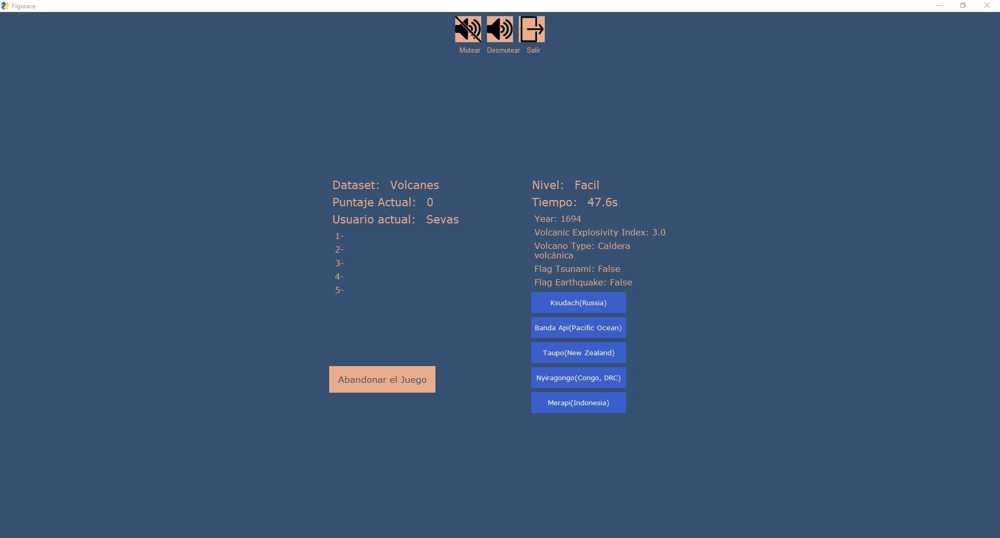 Figurace
Mutear Desmutear Salir
Dataset: Volcanes
Puntaje Actual: 0
Usuario actual: Sevas
1-
2-
3-
4-
5-
Abandonar el Juego
Nivel: Facil
Tiempo: 47.6s
Year: 1694
Volcanic Explosivity Index: 3.0
Volcano Type: Caldera
volcánica
Flag Tsunami: False
Flag Earthquake: False
Ksudach(Russia)
Banda Api(Pacific Ocean)
Taupo(New Zealand)
Nyiragongo(Congo, DRC)
Merapi(Indonesia)